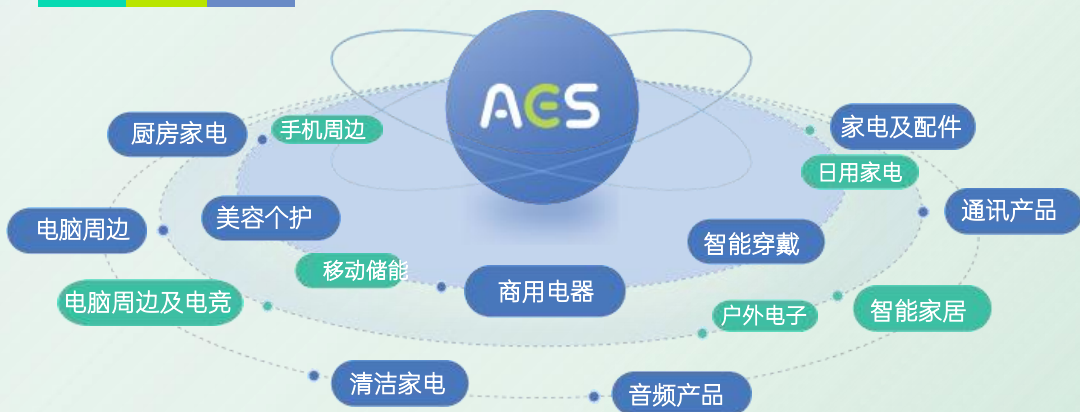 AES
厨房家电
手机周边
家电及配件
日用家电
电脑周边
美容个护
通讯产品
智能穿戴
移动储能
商用电器
电脑周边及电竞
户外电子
智能家居
清洁家电
音频产品